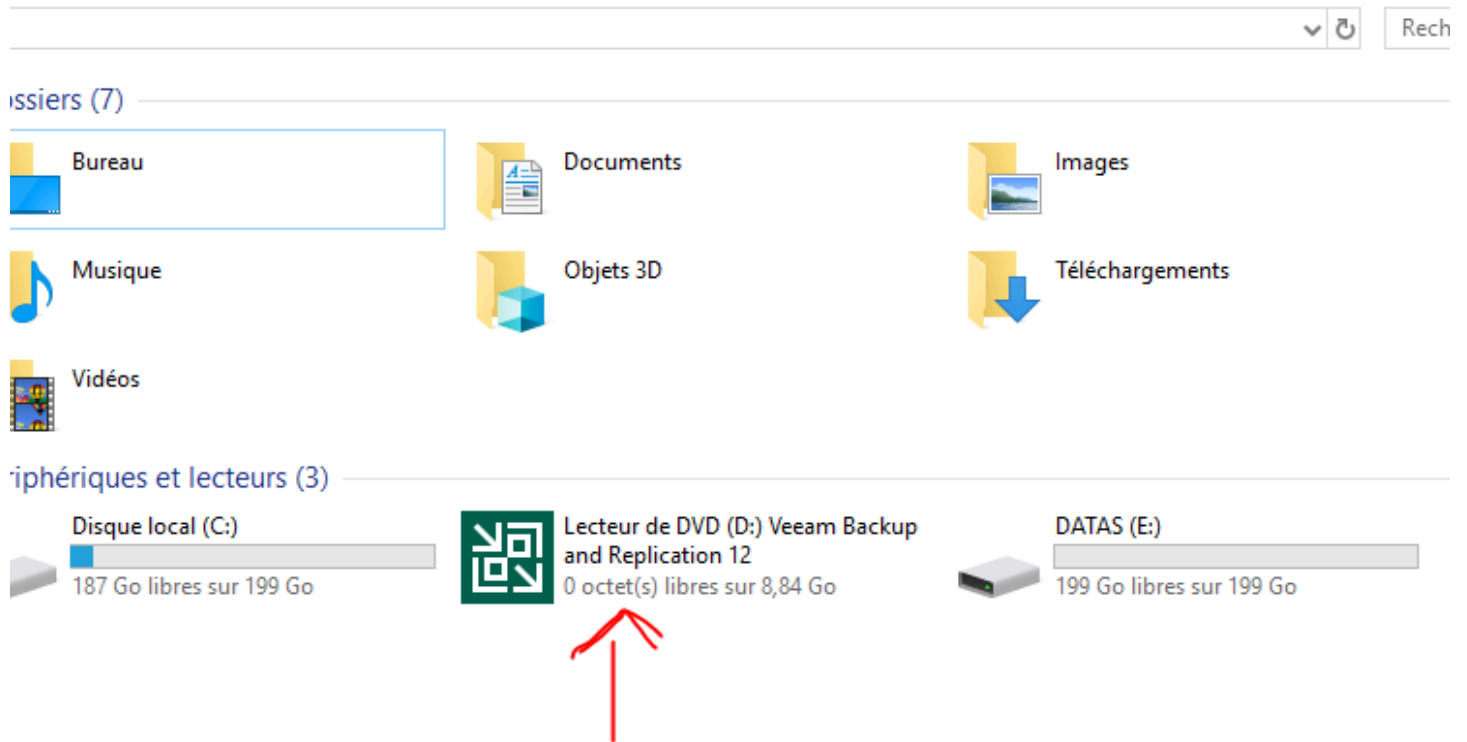 Rech
ossiers (7)
Bureau
Documents
Images
Musique
Objets 3D
Téléchargements
Vidéos
riphériques et lecteurs (3)
Disque local (C:)
187 Go libres sur 199 Go
Lecteur de DVD (D:) Veeam Backup
and Replication 12
0 octet(s) libres sur 8,84 Go
DATAS (E:)
199 Go libres sur 199 Go